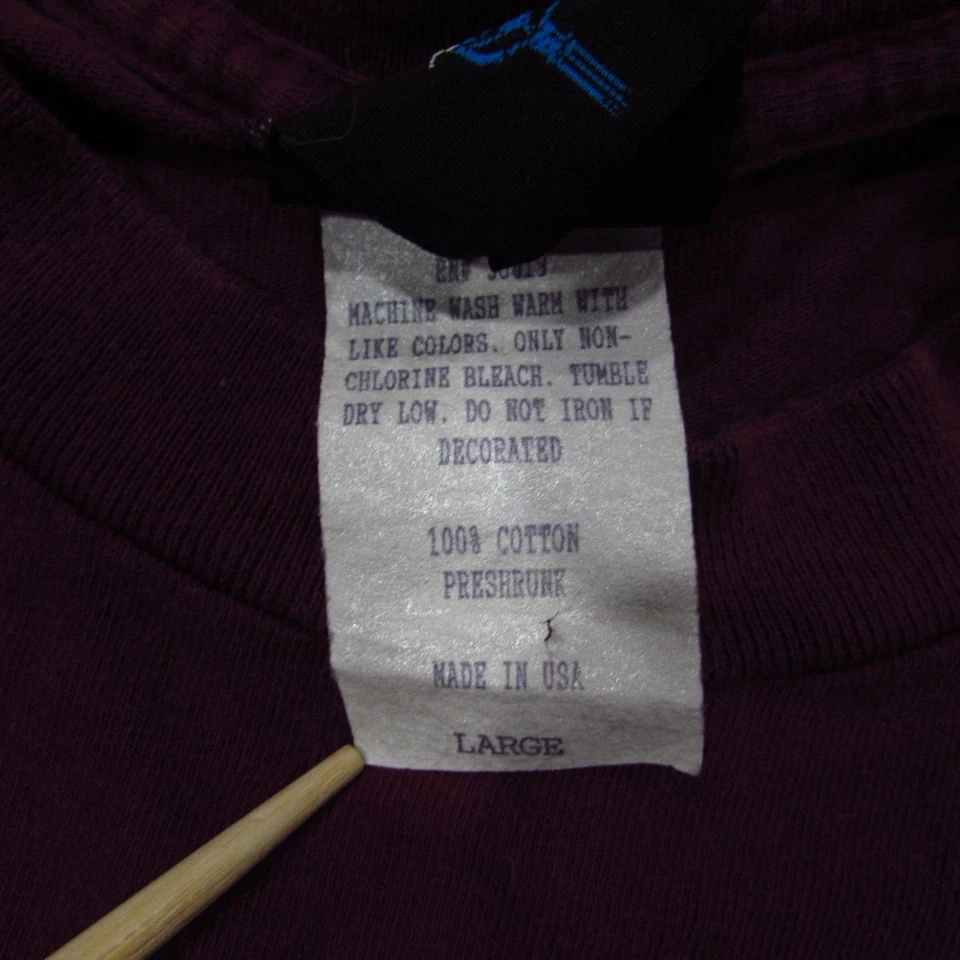 MACHINE WASH WARM WITH
LIKE COLORS. ONLY NON-
CHLORINE BLEACH. TUMBLE
DRY LOW. DO NOT IRON IF
DECORATED
100% COTTON
PRESHRUNK
MADE IN USA
LARGE